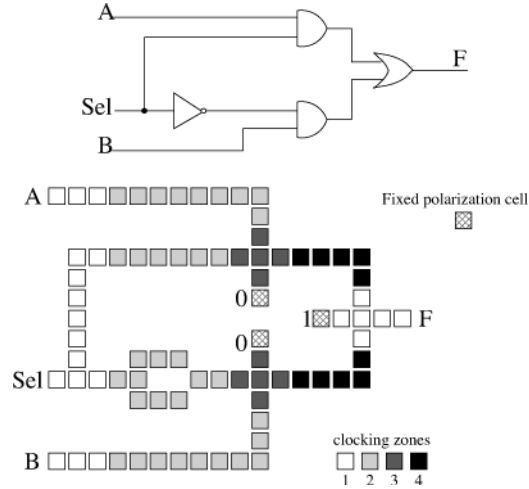 A
Sel
B
F
A
Fixed polarization cell
0
1
F
0
Sel
B
clocking zones
1 2 3 4